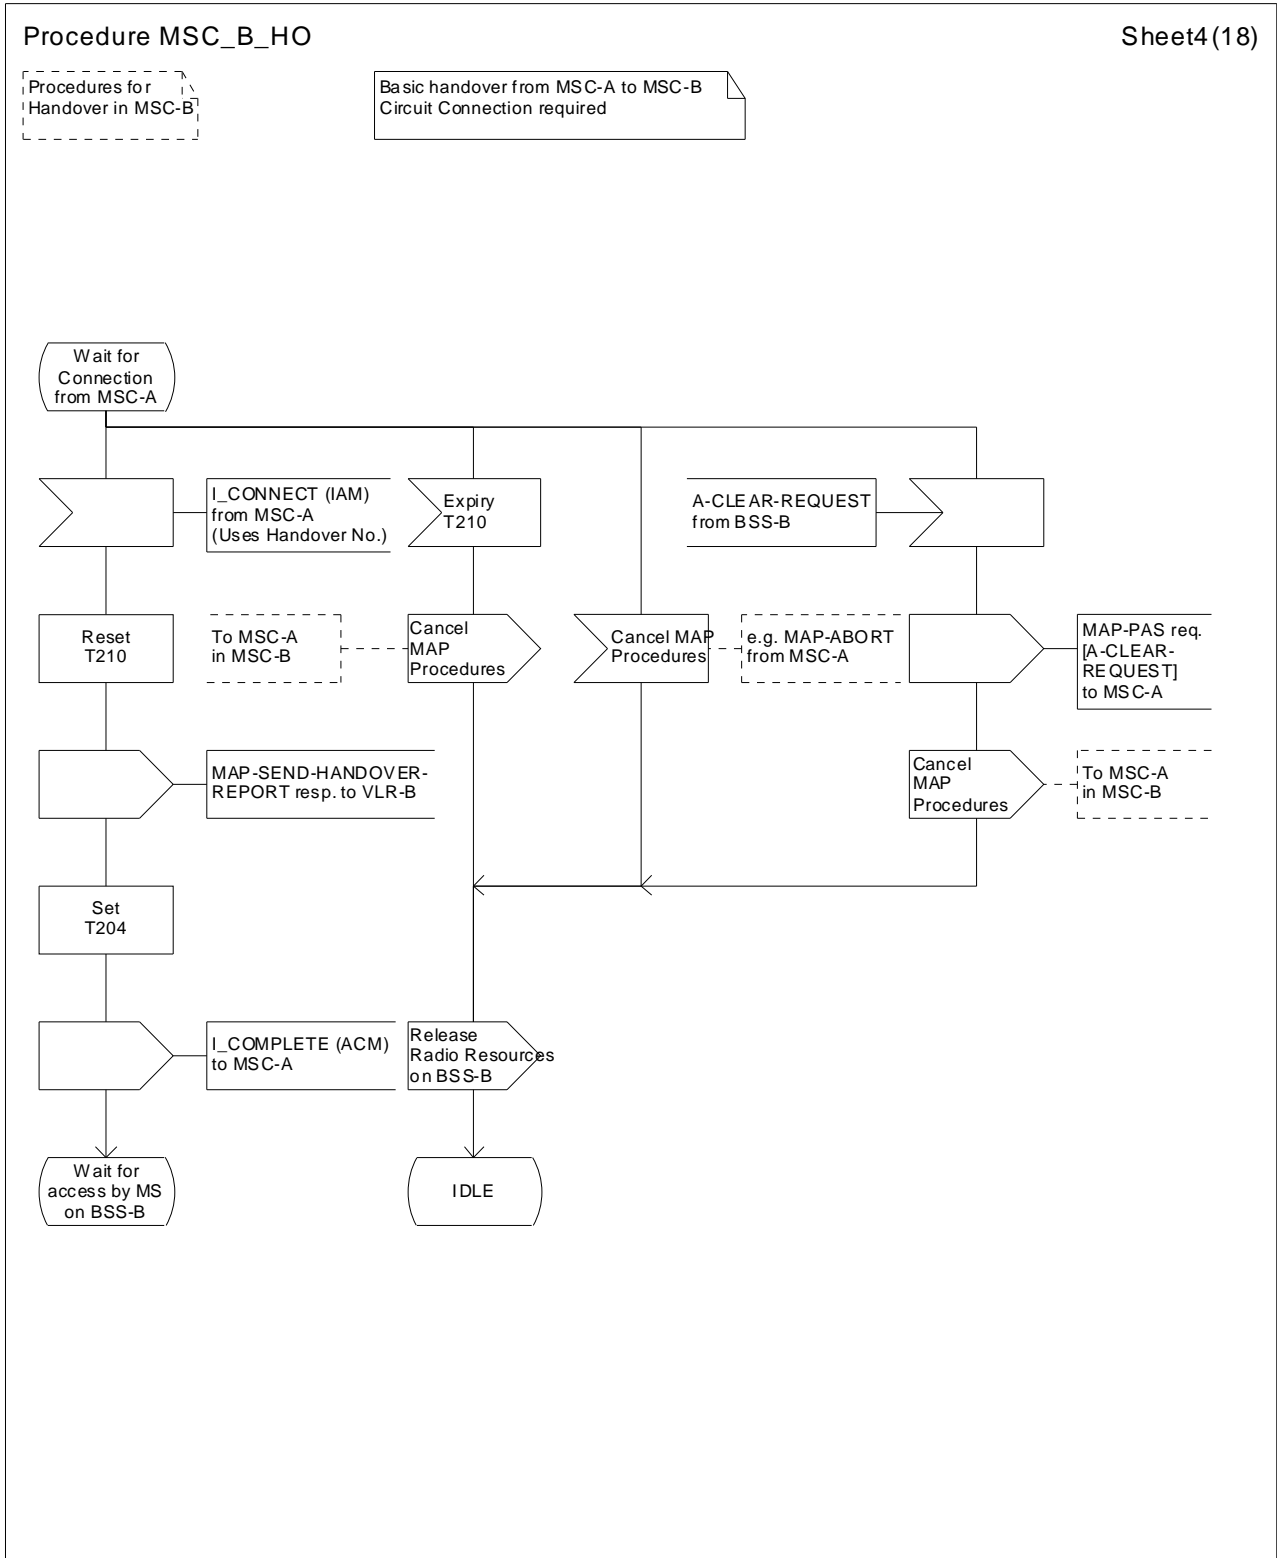 Procedure MSC_B_HO
Sheet4(18)
Procedures for
Handover in MSC-B
Basic handover from MSC-A to MSC-B
Circuit Connection required
Wait for
Connection
from MSC-A
I_CONNECT (IAM)
from MSC-A
(Uses Handover No.)
Expiry
T210
A-CLEAR-REQUEST
from BSS-B
Reset
T210
To MSC-A
in MSC-B
Cancel
MAP
Procedures
Cancel MAP
Procedures
e.g. MAP-ABORT
from MSC-A
MAP-PAS req.
[A-CLEAR-
REQUEST]
to MSC-A
MAP-SEND-HANDOVER-
REPORT resp. to VLR-B
Cancel
MAP
Procedures
To MSC-A
in MSC-B
Set
T204
I_COMPLETE (ACM)
to MSC-A
Release
Radio Resources
on BSS-B
Wait for
access by MS
on BSS-B
IDLE